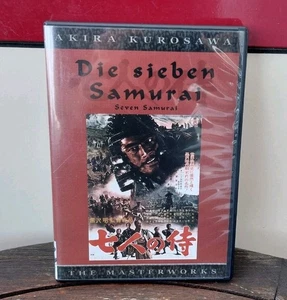 AKIRA KUROSAWA
Die sieben
Samurai
Seven Samurai
七人の侍
THE MASTERWORKS